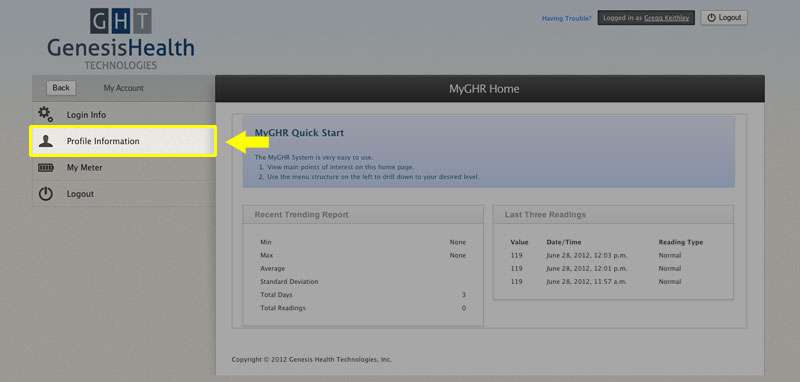 GHT
GenesisHealth
TECHNOLOGIES
Having Trouble?
Logged in as Gregg Keithley
Logout
Back
My Account
Login Info
Profile Information
My Meter
Logout
MyGHR Home
MyGHR Quick Start
The MyGHR System is very easy to use.
1. View main points of interest on this home page.
2. Use the menu structure on the left to drill down to your desired level.
Recent Trending Report
Min None
Max None
Average
Standard Deviation
Total Days 3
Total Readings 0
Last Three Readings
Value Date/Time Reading Type
119 June 28, 2012, 12:03 p.m. Normal
119 June 28, 2012, 12:01 p.m. Normal
119 June 28, 2012, 11:57 a.m. Normal
Copyright © 2012 Genesis Health Technologies, Inc.